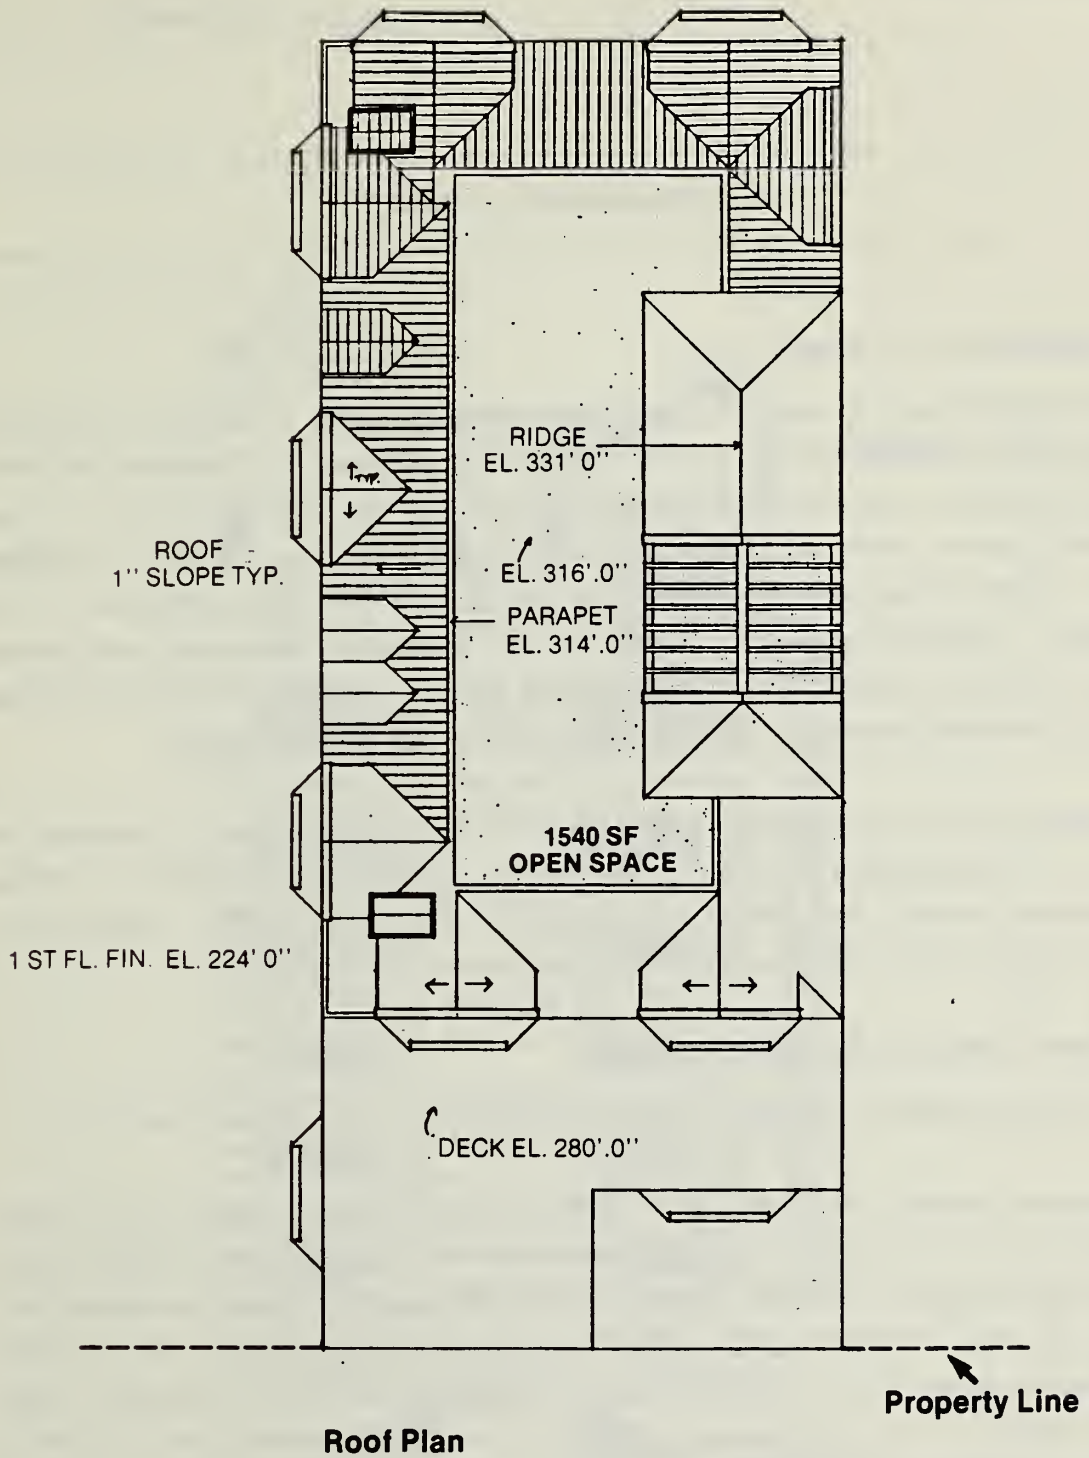 RIDGE
EL. 331' 0''
TYP.
ROOF
1'' SLOPE TYP.
EL. 316'.0''
PARAPET
EL. 314'.0''
1540 SF
OPEN SPACE
1 ST FL. FIN. EL. 224' 0''
DECK EL. 280'.0''
Property Line
Roof Plan